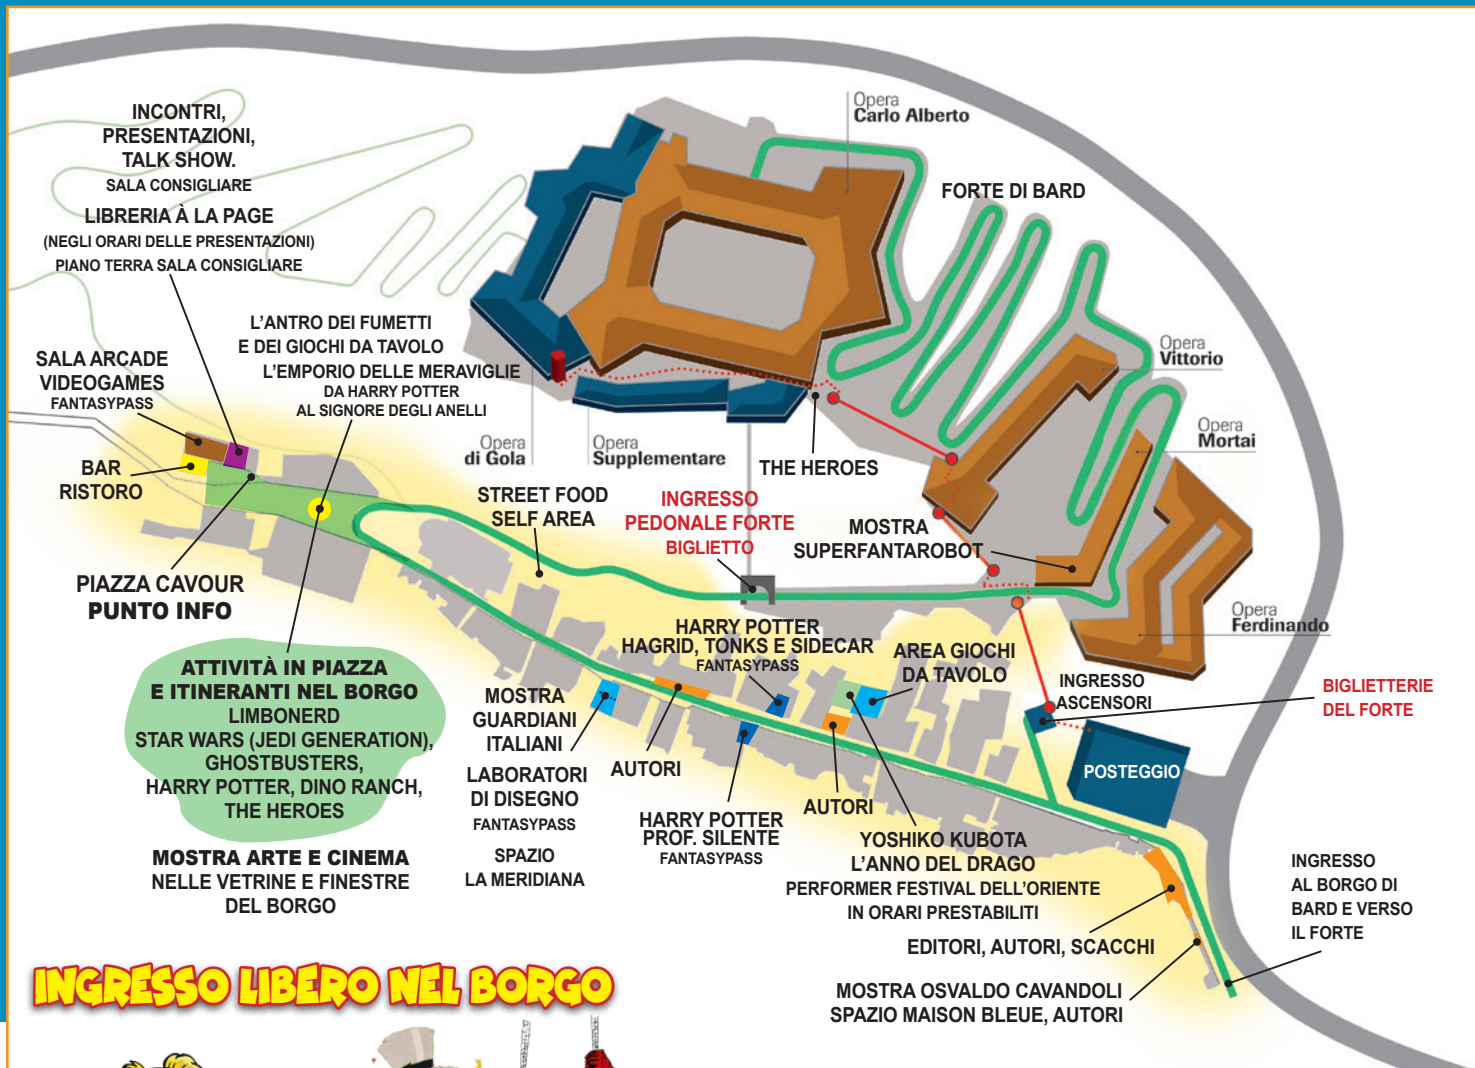 INCONTRI,
PRESENTAZIONI,
TALK SHOW.
SALA CONSIGLIARE
LIBRERIA À LA PAGE
(NEGLI ORARI DELLE PRESENTAZIONI)
PIANO TERRA SALA CONSIGLIARE
L'ANTRO DEI FUMETTI
E DEI GIOCHI DA TAVOLO
L'EMPORIO DELLE MERAVIGLIE
DA HARRY POTTER
AL SIGNORE DEGLI ANELLI
SALA ARCADE
VIDEOGAMES
FANTASYPASS
BAR
RISTORO
PIAZZA CAVOUR
PUNTO INFO
ATTIVITÀ IN PIAZZA
E ITINERANTI NEL BORGO
LIMBONERD
STAR WARS (JEDI GENERATION),
GHOSTBUSTERS,
HARRY POTTER, DINO RANCH,
THE HEROES
MOSTRA ARTE E CINEMA
NELLE VETRINE E FINESTRE
DEL BORGO
Opera
Carlo Alberto
FORTE DI BARD
Opera
Vittorio
Opera
Mortai
Opera
Ferdinando
Opera
di Gola
Opera
Supplementare
THE HEROES
STREET FOOD
SELF AREA
INGRESSO
PEDONALE FORTE
BIGLIETTO
MOSTRA
SUPERFANTAROBOT
HARRY POTTER
HAGRID, TONKS E SIDECAR
FANTASYPASS
AREA GIOCHI
DA TAVOLO
INGRESSO
ASCENSORI
BIGLIETTERIE
DEL FORTE
POSTEGGIO
MOSTRA
GUARDIANI
ITALIANI
LABORATORI
DI DISEGNO
FANTASYPASS
SPAZIO
LA MERIDIANA
AUTORI
HARRY POTTER
PROF. SILENTE
FANTASYPASS
AUTORI
YOSHIKO KUBOTA
L'ANNO DEL DRAGO
PERFORMER FESTIVAL DELL'ORIENTE
IN ORARI PRESTABILITI
EDITORI, AUTORI, SCACCHI
MOSTRA OSVALDO CAVANDOLI
SPAZIO MAISON BLEUE, AUTORI
INGRESSO
AL BORGO DI
BARD E VERSO
IL FORTE
INGRESSO LIBERO NEL BORGO